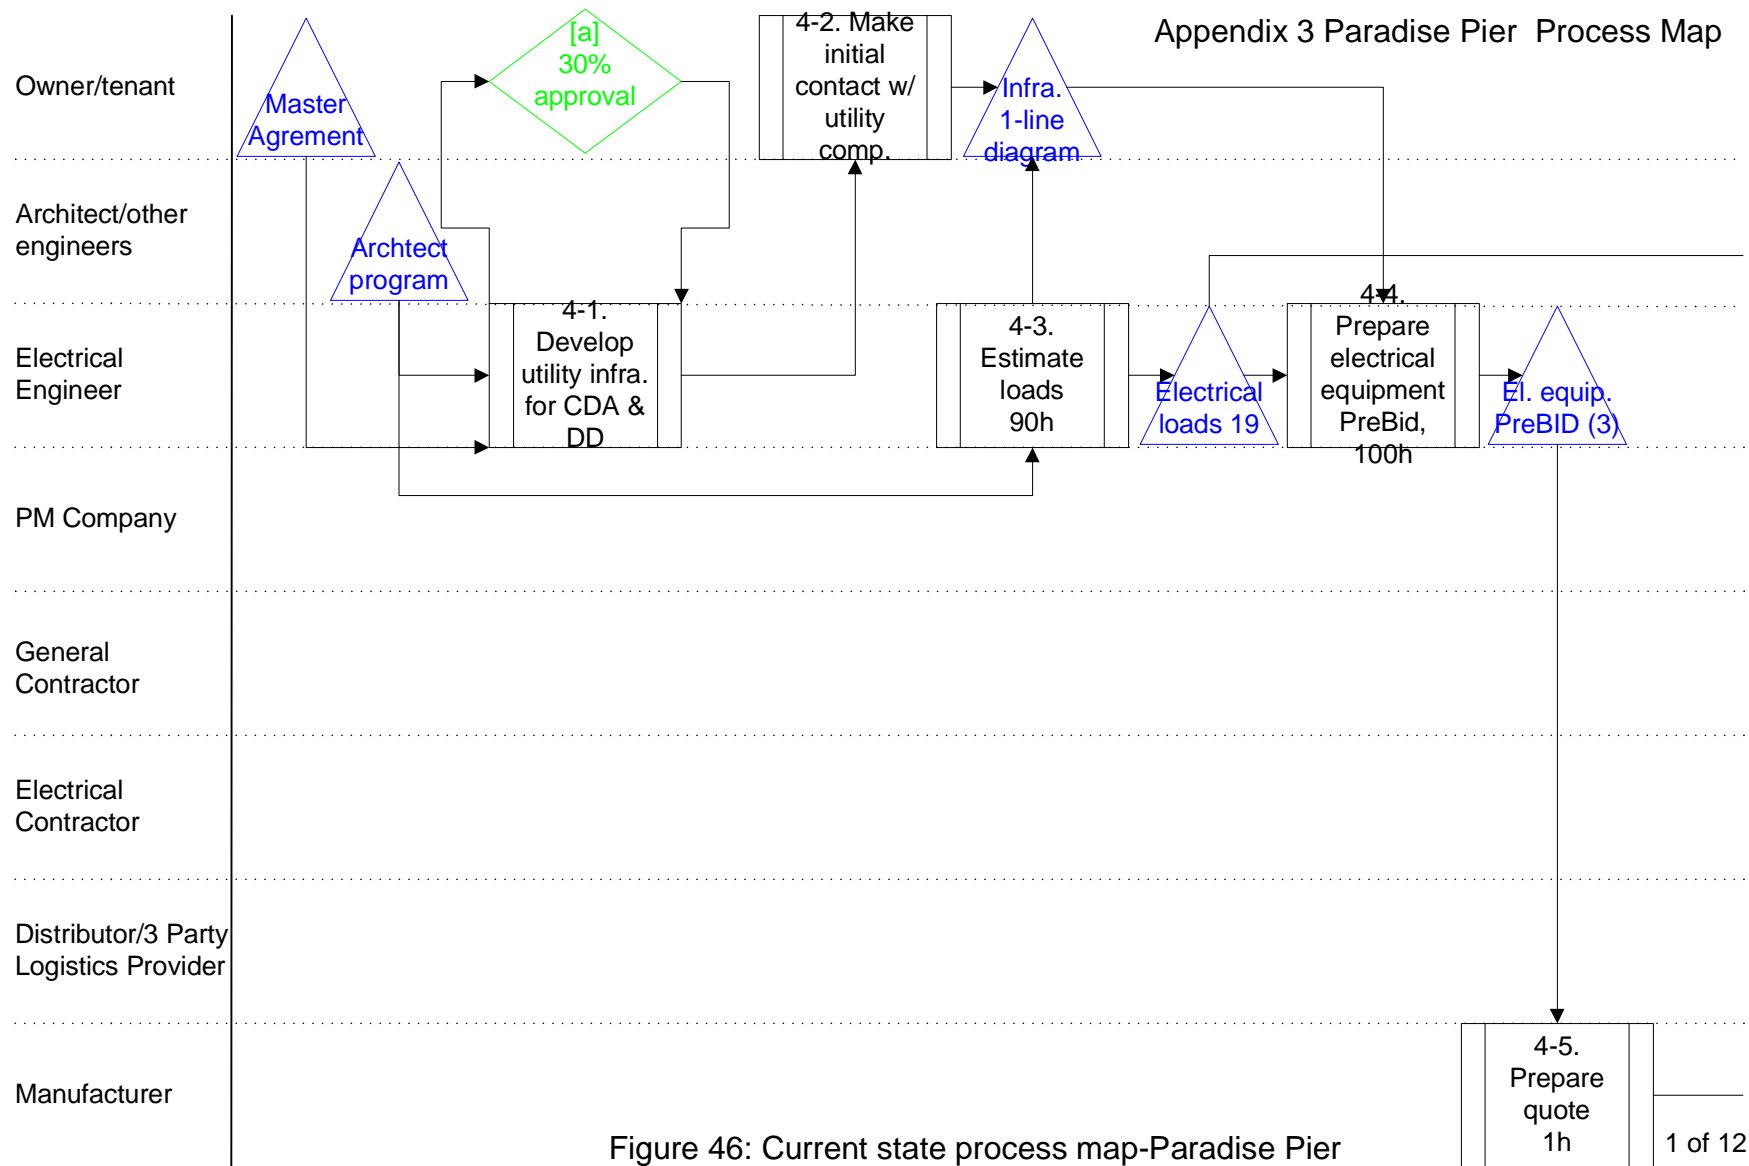 Appendix 3 Paradise Pier  Process Map
Owner/tenant
Master
Agrement
[a]
30%
approval
4-2. Make
initial
contact w/
utility
comp.
Infra.
1-line
diagram
Architect/other
engineers
Archtect
program
Electrical
Engineer
4-1.
Develop
utility infra.
for CDA &
DD
4-3.
Estimate
loads
90h
Electrical
loads 19
4-4.
Prepare
electrical
equipment
PreBid,
100h
El. equip.
PreBID (3)
PM Company
General
Contractor
Electrical
Contractor
Distributor/3 Party
Logistics Provider
Manufacturer
4-5.
Prepare
quote
1h
Figure 46: Current state process map-Paradise Pier
1 of 12